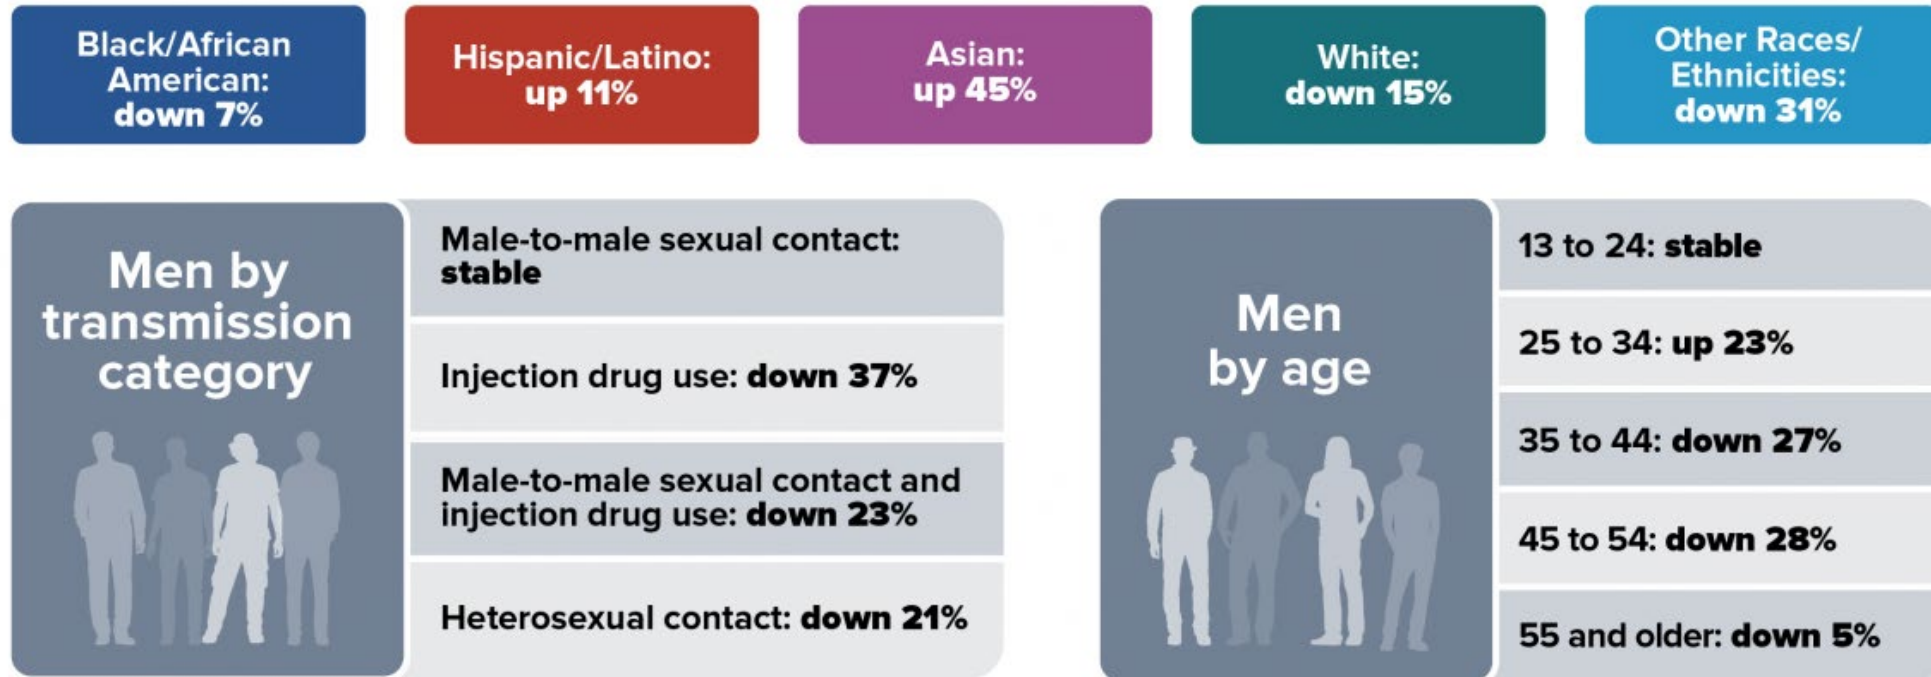 Black/African
American:
down 7%
Hispanic/Latino:
up 11%
Asian:
up 45%
White:
down 15%
Other Races/
Ethnicities:
down 31%
Men by
transmission
category
Male-to-male sexual contact:
stable
Injection drug use: down 37%
Male-to-male sexual contact and
injection drug use: down 23%
Heterosexual contact: down 21%
Men
by age
13 to 24: stable
25 to 34: up 23%
35 to 44: down 27%
45 to 54: down 28%
55 and older: down 5%